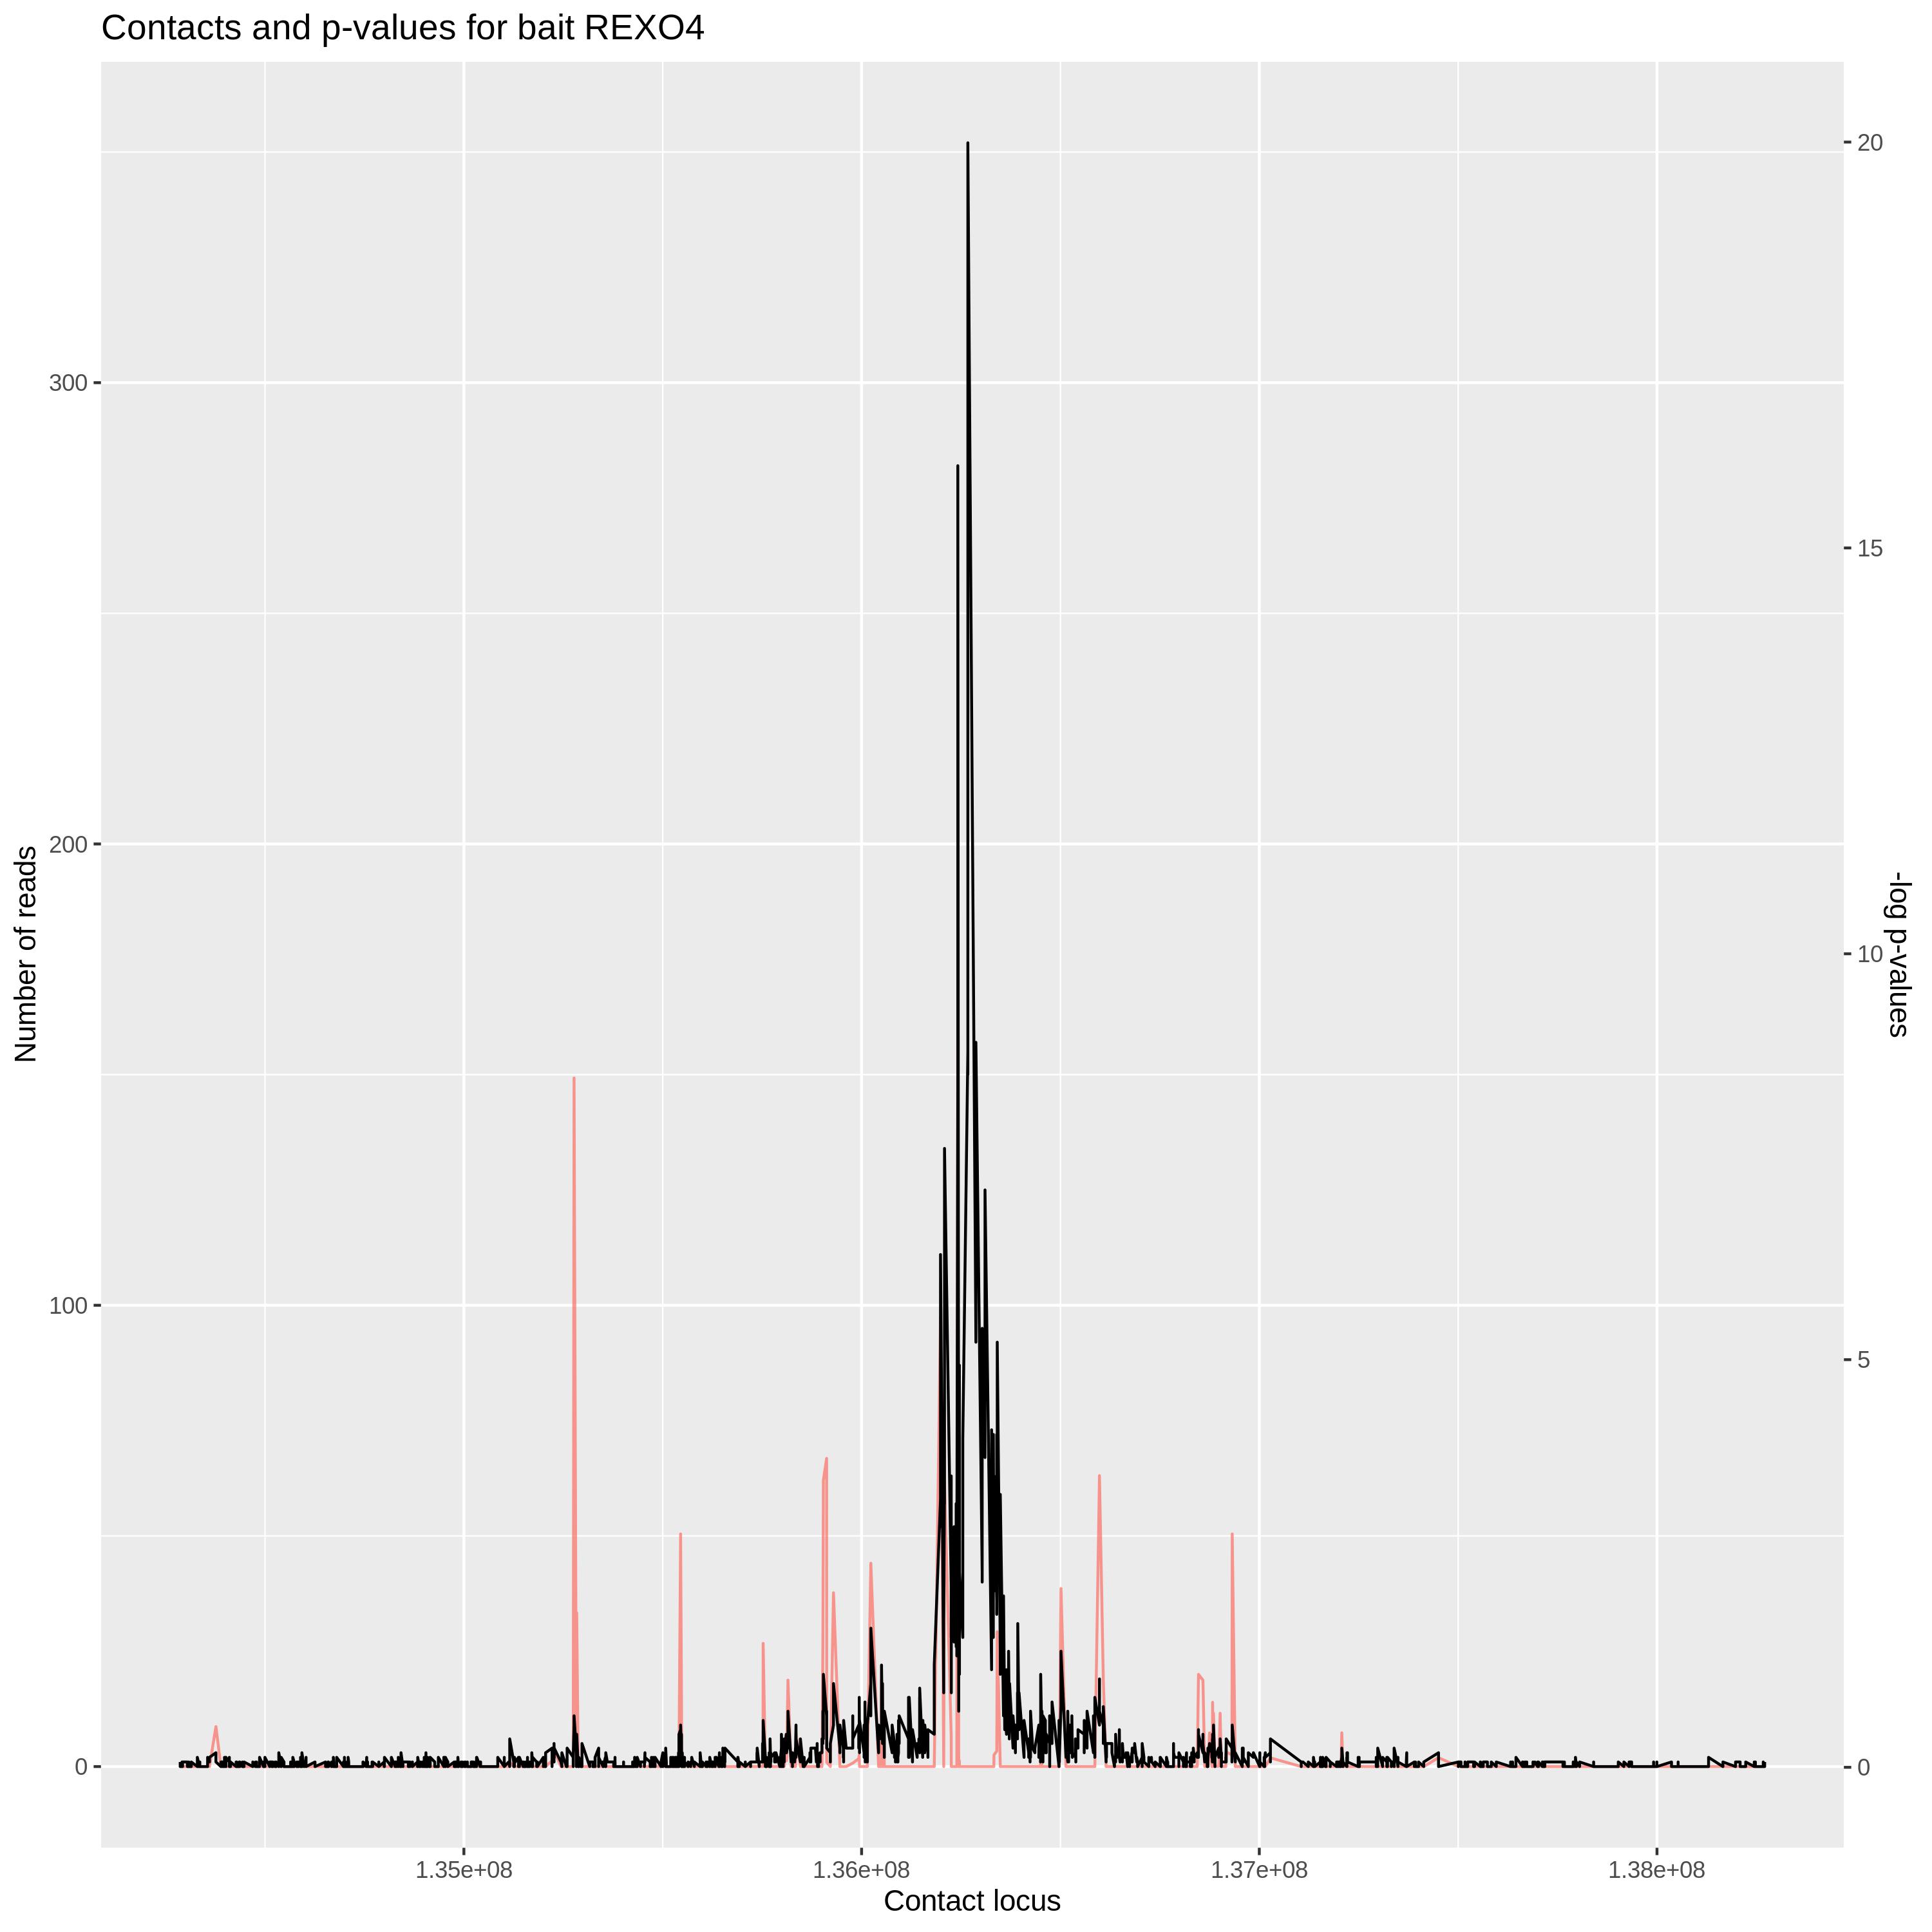 Contacts and p-values for bait REXO4
Number of reads
300
200
100
0
20
15
10
5
0
-log p-values
1.35e+08
1.36e+08
1.37e+08
1.38e+08
Contact locus